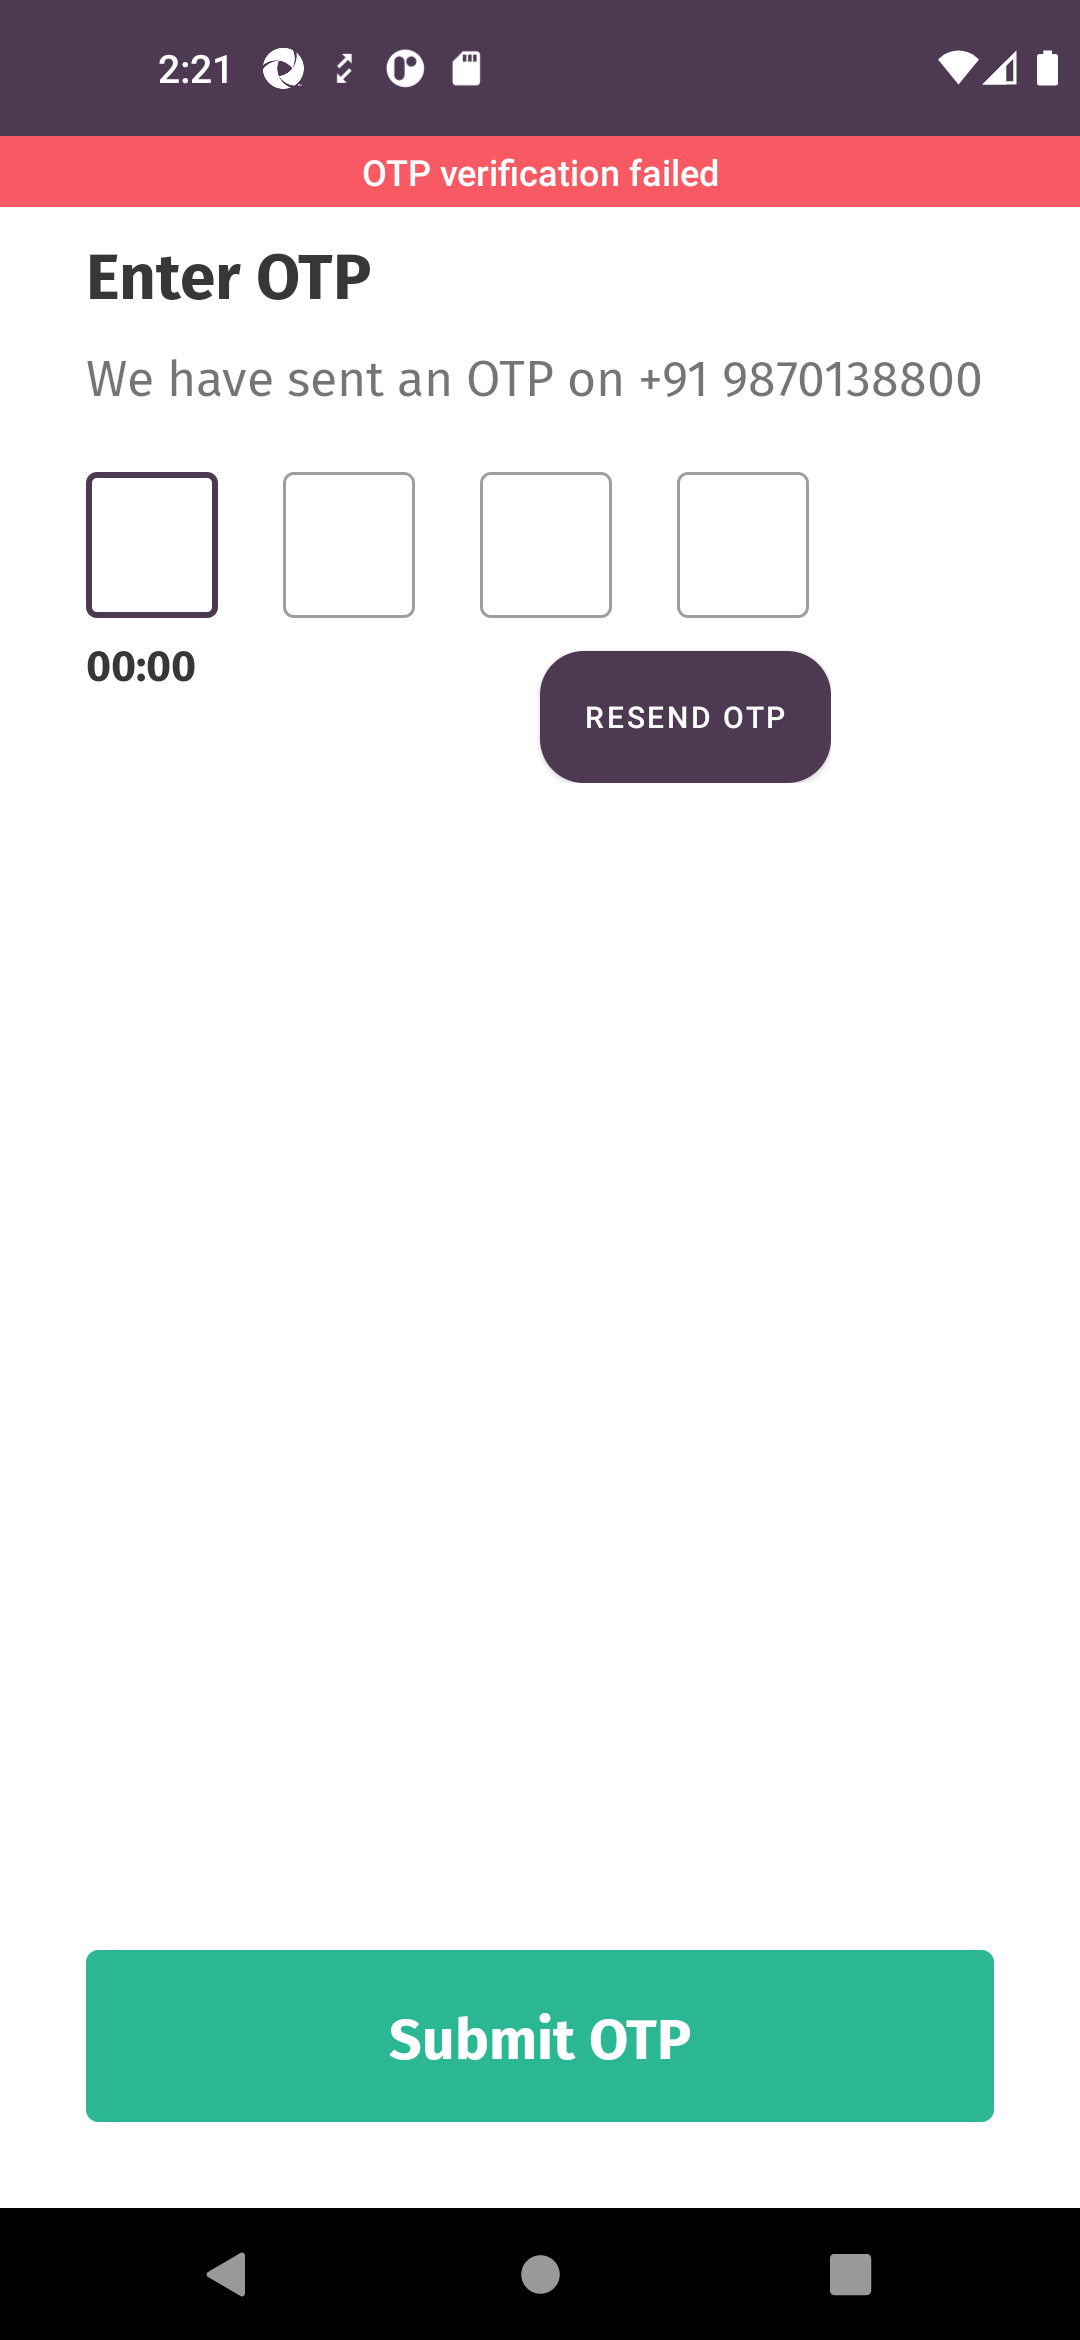 2:21
OTP verification failed
Enter OTP
We have sent an OTP on +91 9870138800
00:00
RESEND OTP
Submit OTP